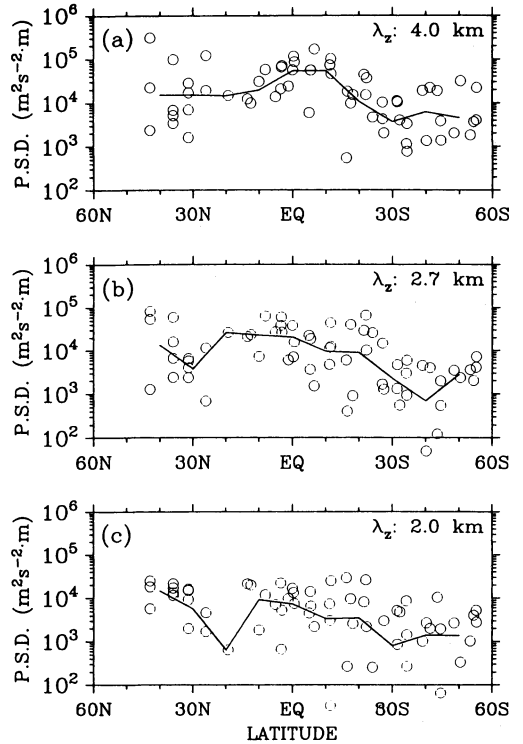 (a)
λz: 4.0 km
P.S.D. (m²s⁻²·m)
10⁶
10⁵
10⁴
10³
10²
60N 30N EQ 30S 60S
(b)
λz: 2.7 km
P.S.D. (m²s⁻²·m)
10⁶
10⁵
10⁴
10³
10²
60N 30N EQ 30S 60S
(c)
λz: 2.0 km
P.S.D. (m²s⁻²·m)
10⁶
10⁵
10⁴
10³
10²
60N 30N EQ 30S 60S
LATITUDE